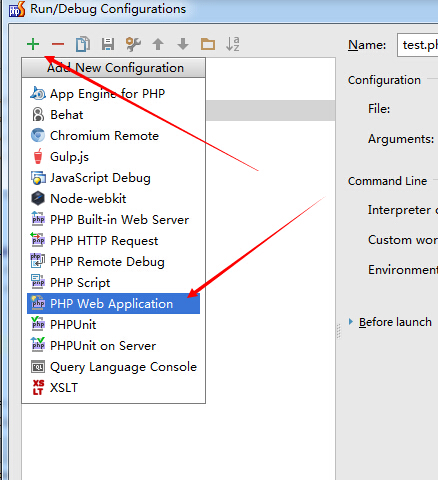 Run/Debug Configurations
Name: test.ph
Add New Configuration
App Engine for PHP
Behat
Chromium Remote
Gulp.js
JavaScript Debug
Node-webkit
PHP Built-in Web Server
PHP HTTP Request
PHP Remote Debug
PHP Script
PHP Web Application
PHPUnit
PHPUnit on Server
Query Language Console
XSLT
Configuration
File:
Arguments:
Command Line
Interpreter o
Custom wor
Environment
Before launch